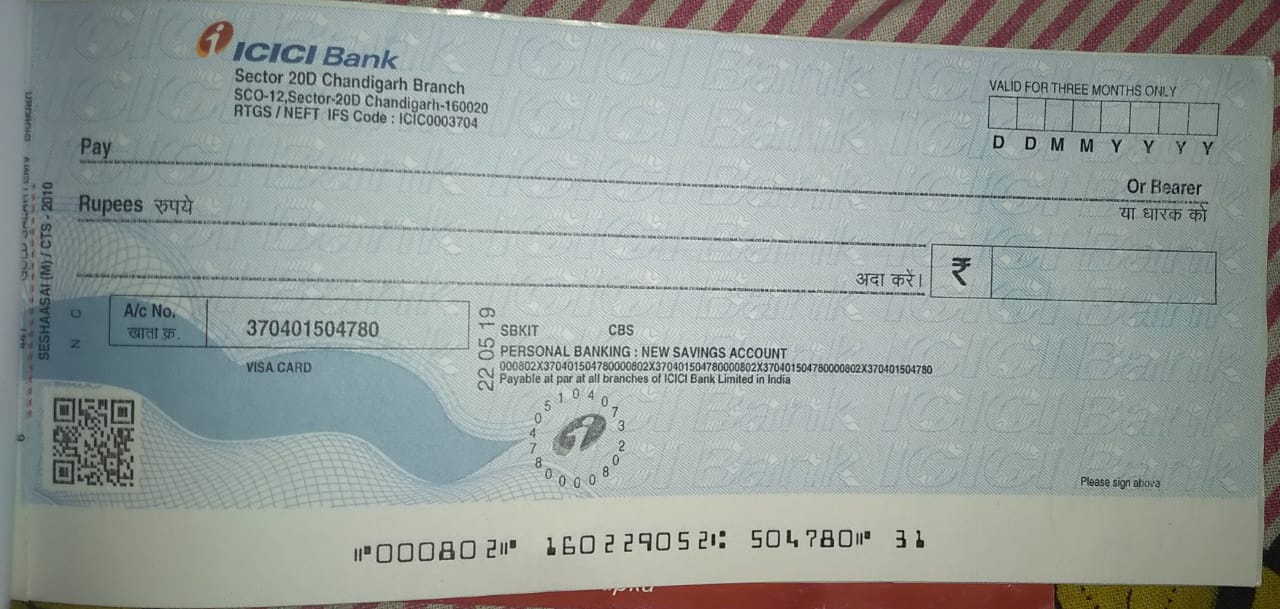 ICICI Bank
Sector 20D Chandigarh Branch
SCO-12,Sector-20D Chandigarh-160020
RTGS / NEFT IFS Code : ICIC0003704
VALID FOR THREE MONTHS ONLY
D D M M Y Y Y Y
Pay
Or Bearer
या धारक को
Rupees रुपये
अदा करें।
₹
A/c No.
खाता क्र.
370401504780
VISA CARD
22 05 19
SBKIT CBS
PERSONAL BANKING : NEW SAVINGS ACCOUNT
000802X370401504780000802X370401504780000802X370401504780
Payable at par at all branches of ICICI Bank Limited in India
SESHAASAI (M) / CTS - 2010
N C
Please sign above
⑈000802⑈ 160229052⑆ 504780⑈ 31